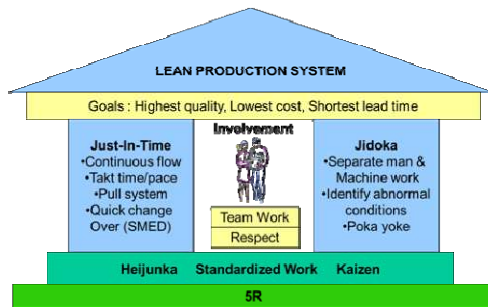 LEAN PRODUCTION SYSTEM
Goals : Highest quality, Lowest cost, Shortest lead time
Just-In-Time
•Continuous flow
•Takt time/pace
•Pull system
•Quick change
Over (SMED)
Involvement
Team Work
Respect
Jidoka
•Separate man &
Machine work
•Identify abnormal
conditions
•Poka yoke
Heijunka Standardized Work Kaizen
5R